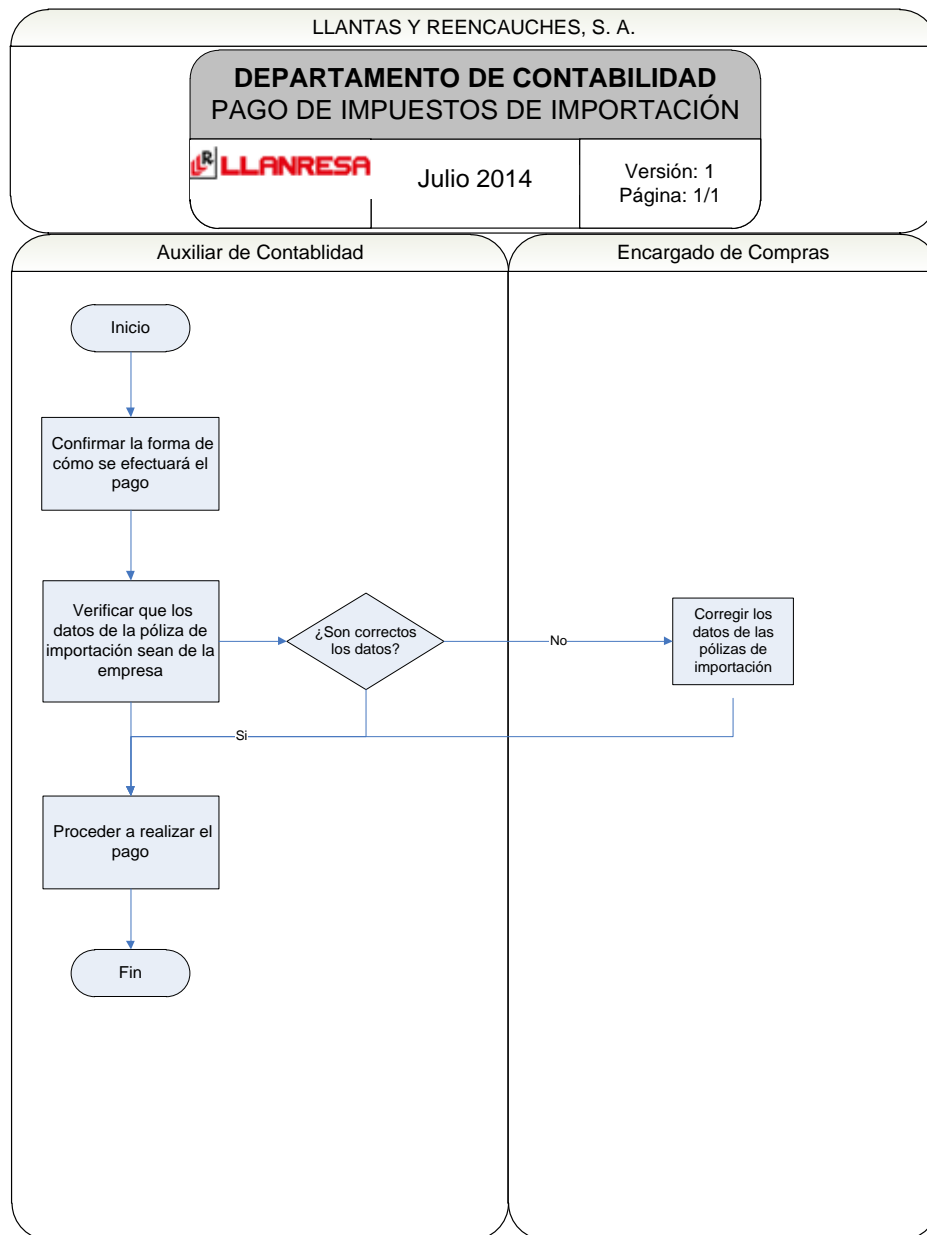 LLANTAS Y REENCAUCHES, S. A.
DEPARTAMENTO DE CONTABILIDAD
PAGO DE IMPUESTOS DE IMPORTACIÓN
LLANRESA
Julio 2014
Versión: 1
Página: 1/1
Auxiliar de Contablidad
Encargado de Compras
Inicio
Confirmar la forma de
cómo se efectuará el
pago
Verificar que los
datos de la póliza de
importación sean de la
empresa
¿Son correctos
los datos?
No
Corregir los
datos de las
pólizas de
importación
Si
Proceder a realizar el
pago
Fin